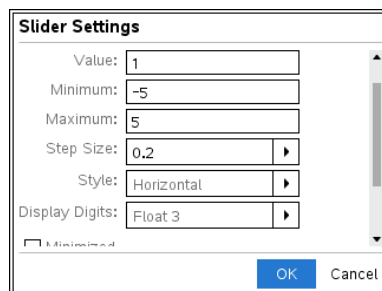 Slider Settings
Value: 1
Minimum: -5
Maximum: 5
Step Size: 0.2
Style: Horizontal
Display Digits: Float 3
Minimized
OK Cancel